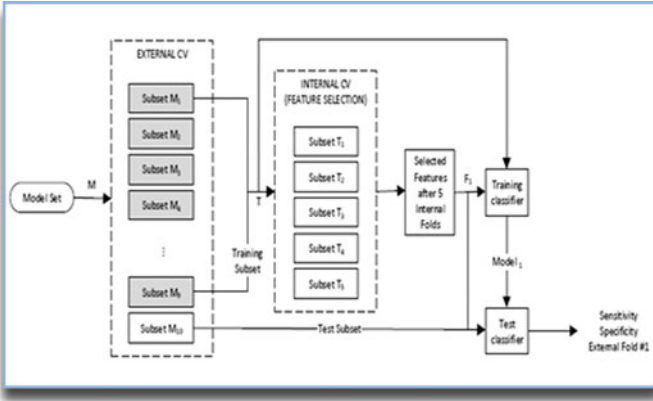 EXTERNAL CV
Subset M₁
Subset M₂
Subset M₃
Subset M₄
⋮
Subset M₉
Subset M₁₀
Model Set
M
Training
Subset
T
INTERNAL CV
(FEATURE SELECTION)
Subset T₁
Subset T₂
Subset T₃
Subset T₄
Subset T₅
Selected
Features
after 5
Internal
Folds
F₁
Training
classifier
Model ₁
Test Subset
Test
classifier
Sensitivity
Specificity
External Fold #1